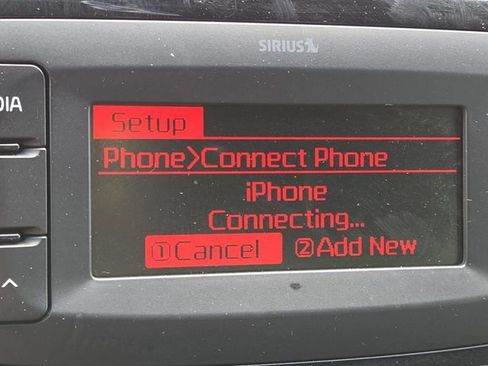 SIRIUS
DIA
Setup
Phone>Connect Phone
iPhone
Connecting...
①Cancel ②Add New